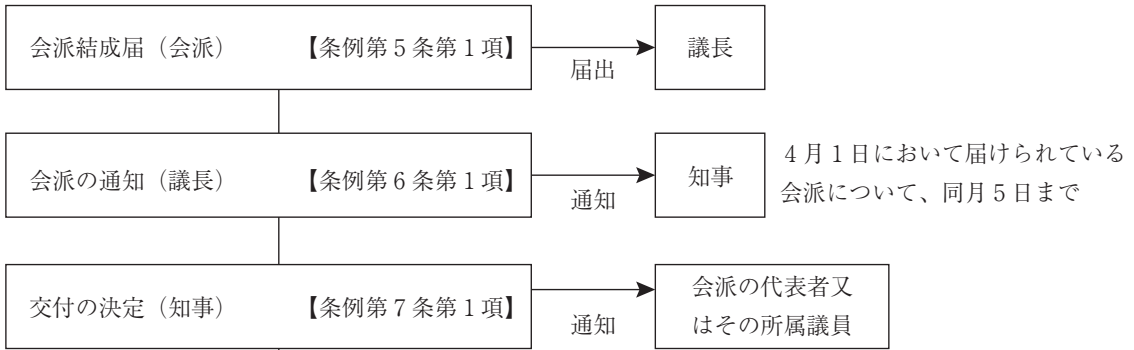 会派結成届（会派）　【条例第５条第１項】
届出
議長
会派の通知（議長）　【条例第６条第１項】
通知
知事
４月１日において届けられている
会派について、同月５日まで
交付の決定（知事）　【条例第７条第１項】
通知
会派の代表者又
はその所属議員